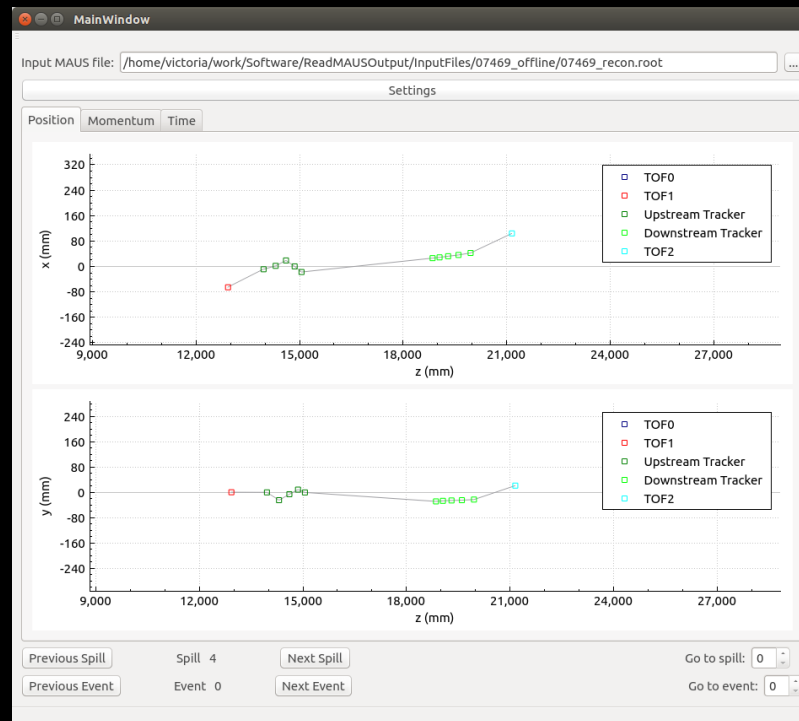 MainWindow
Input MAUS file: /home/victoria/work/Software/ReadMAUSOutput/InputFiles/07469_offline/07469_recon.root ...
Settings
Position Momentum Time
320
240
160
80
0
-80
-160
-240
x (mm)
9,000 12,000 15,000 18,000 21,000 24,000 27,000
z (mm)
TOF0
TOF1
Upstream Tracker
Downstream Tracker
TOF2
240
160
80
0
-80
-160
-240
y (mm)
9,000 12,000 15,000 18,000 21,000 24,000 27,000
z (mm)
TOF0
TOF1
Upstream Tracker
Downstream Tracker
TOF2
Previous Spill Spill 4 Next Spill Go to spill: 0
Previous Event Event 0 Next Event Go to event: 0